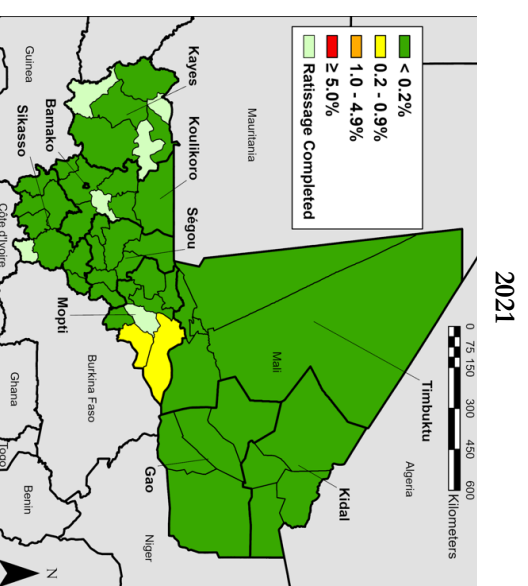 2021
< 0.2%
0.2 - 0.9%
1.0 - 4.9%
≥ 5.0%
Ratissage Completed
0 75 150 300 450 600
Kilometers
Mauritania
Algeria
Timbuktu
Mali
Kidal
Kayes
Koulikoro
Ségou
Guinea
Bamako
Sikasso
Mopti
Gao
Côte d'Ivoire
Burkina Faso
Niger
Ghana
Togo
Benin
N